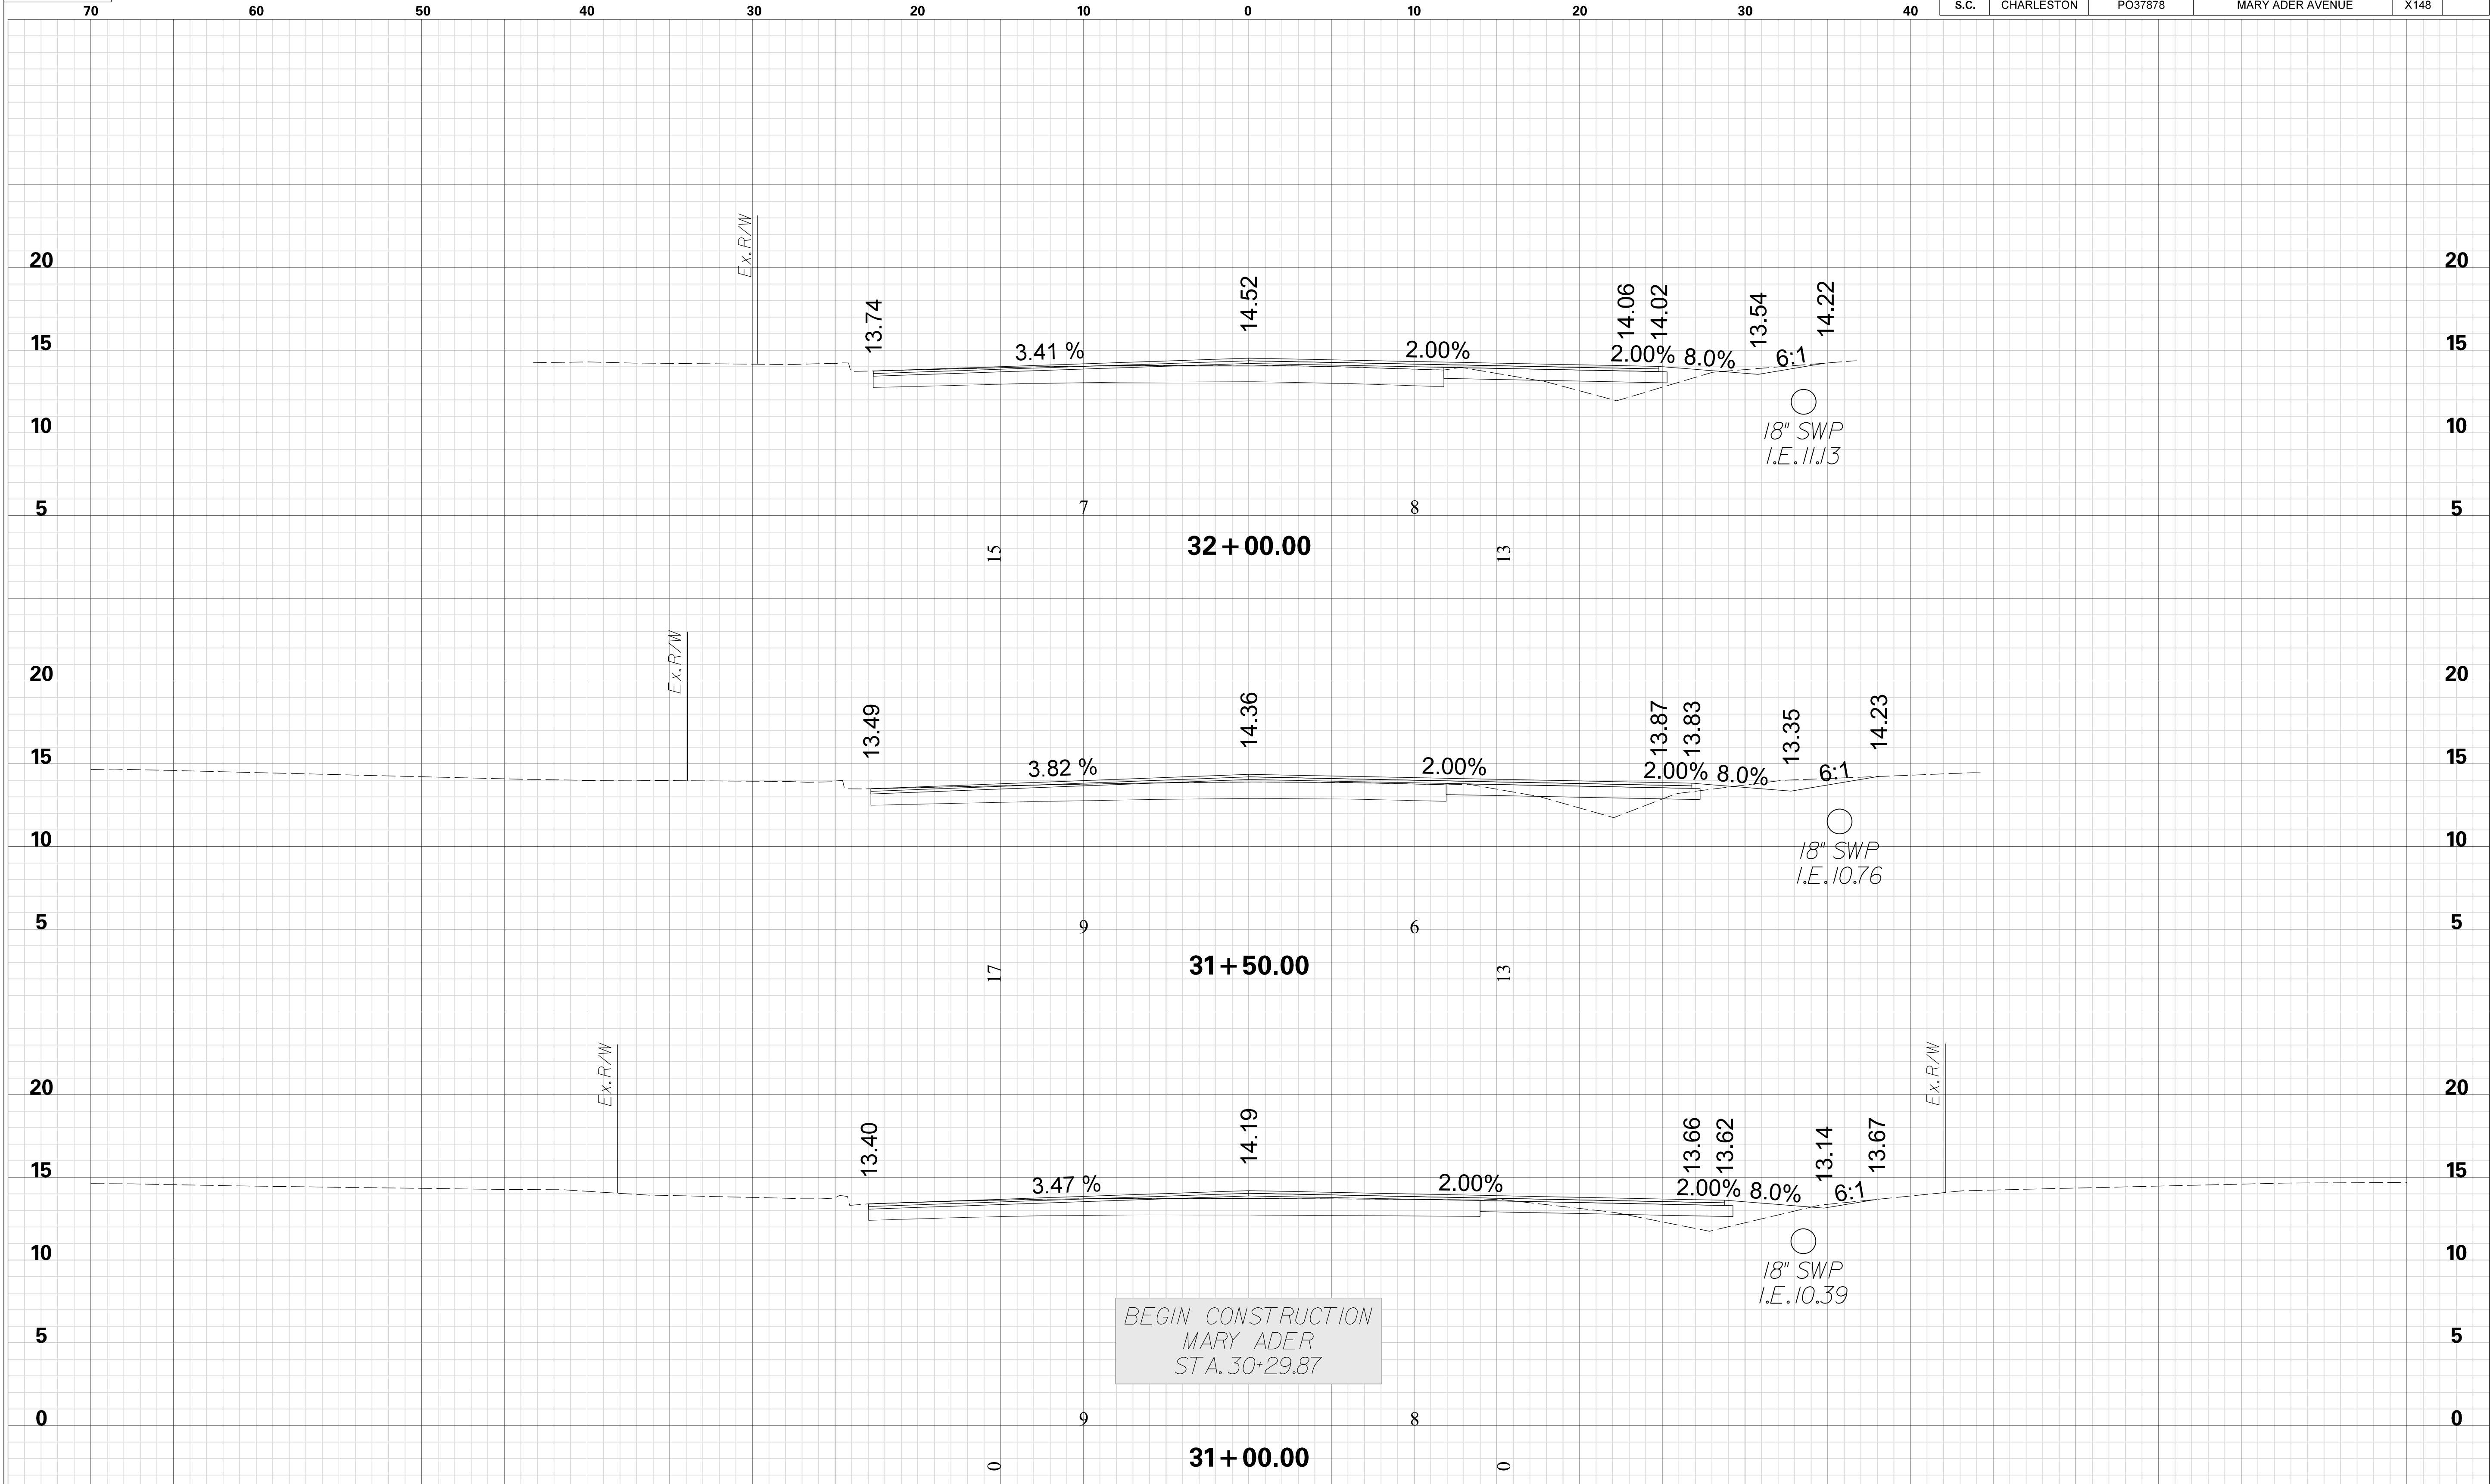 70 60 50 40 30 20 10 0 10 20 30 40
S.C. CHARLESTON PO37878 MARY ADER AVENUE X148
Ex.R/W
20 20
13.74 14.52 14.06 14.02 13.54 14.22
15 15
3.41 % 2.00% 2.00% 8.0% 6:1
10 10
18" SWP
I.E.11.13
5 7 8 5
32+00.00
15 13
Ex.R/W
20 20
13.49 14.36 13.87 13.83 13.35 14.23
15 15
3.82 % 2.00% 2.00% 8.0% 6:1
10 10
18" SWP
I.E.10.76
5 9 6 5
31+50.00
17 13
Ex.R/W Ex.R/W
20 20
13.40 14.19 13.66 13.62 13.14 13.67
15 15
3.47 % 2.00% 2.00% 8.0% 6:1
10 10
18" SWP
I.E.10.39
BEGIN CONSTRUCTION
MARY ADER
STA.30+29.87
5 5
0 9 8 0
31+00.00
0 0